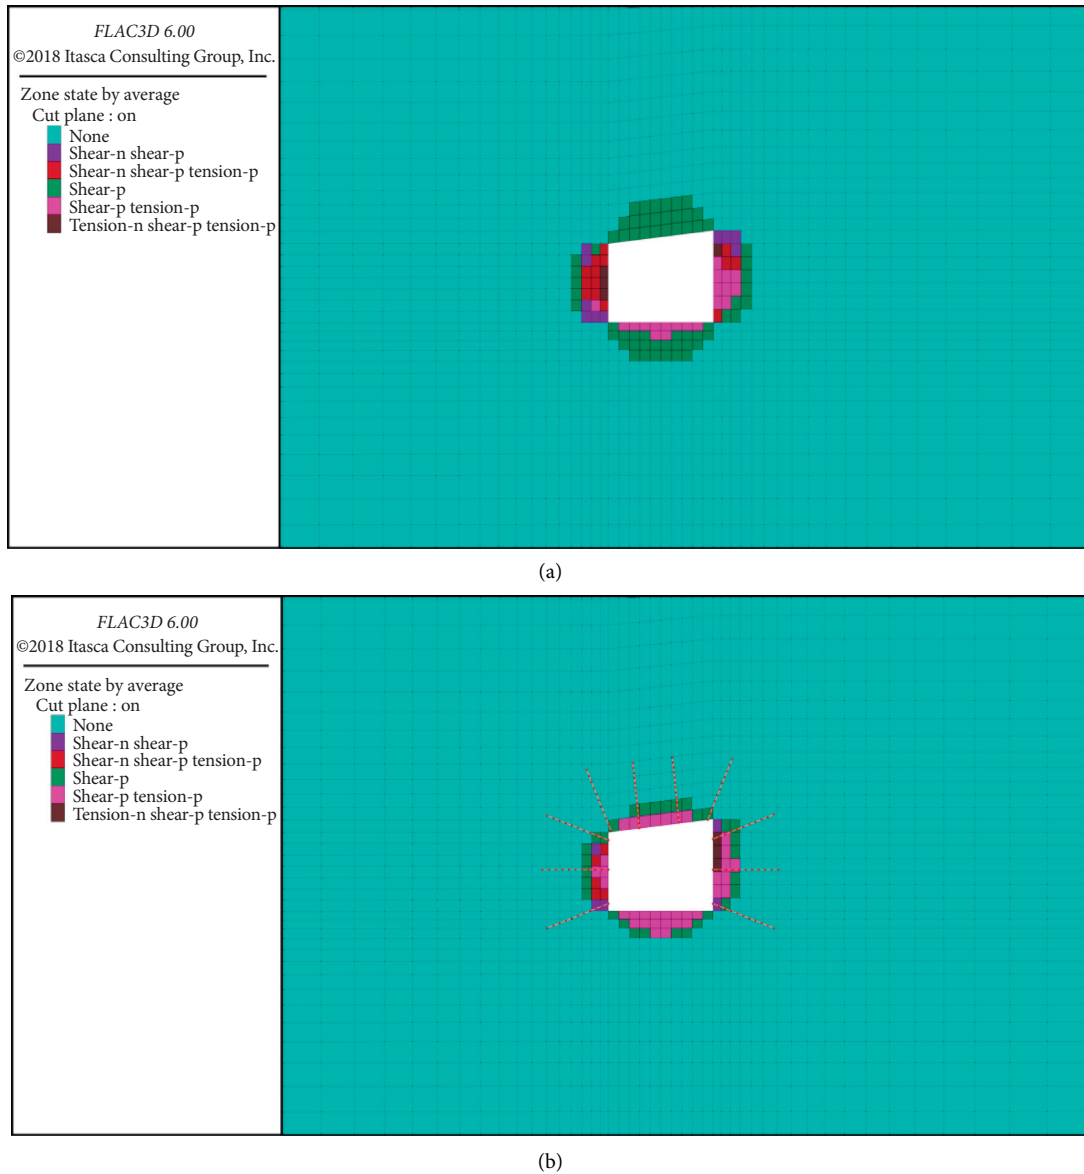 FLAC3D 6.00
©2018 Itasca Consulting Group, Inc.
Zone state by average
Cut plane : on
None
Shear-n shear-p
Shear-n shear-p tension-p
Shear-p
Shear-p tension-p
Tension-n shear-p tension-p
(a)
FLAC3D 6.00
©2018 Itasca Consulting Group, Inc.
Zone state by average
Cut plane : on
None
Shear-n shear-p
Shear-n shear-p tension-p
Shear-p
Shear-p tension-p
Tension-n shear-p tension-p
(b)